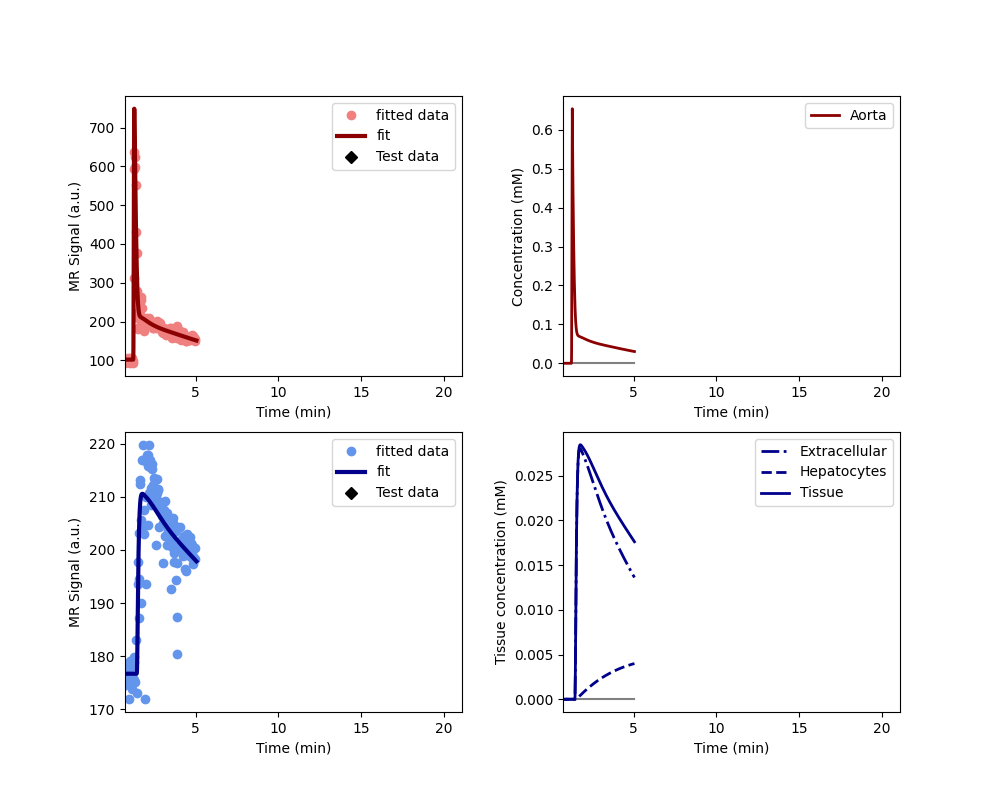 MR Signal (a.u.)
700
600
500
400
300
200
100
5
10
15
20
Time (min)
fitted data
fit
Test data
Concentration (mM)
0.6
0.5
0.4
0.3
0.2
0.1
0.0
5
10
15
20
Time (min)
Aorta
MR Signal (a.u.)
220
210
200
190
180
170
5
10
15
20
Time (min)
fitted data
fit
Test data
Tissue concentration (mM)
0.025
0.020
0.015
0.010
0.005
0.000
5
10
15
20
Time (min)
Extracellular
Hepatocytes
Tissue